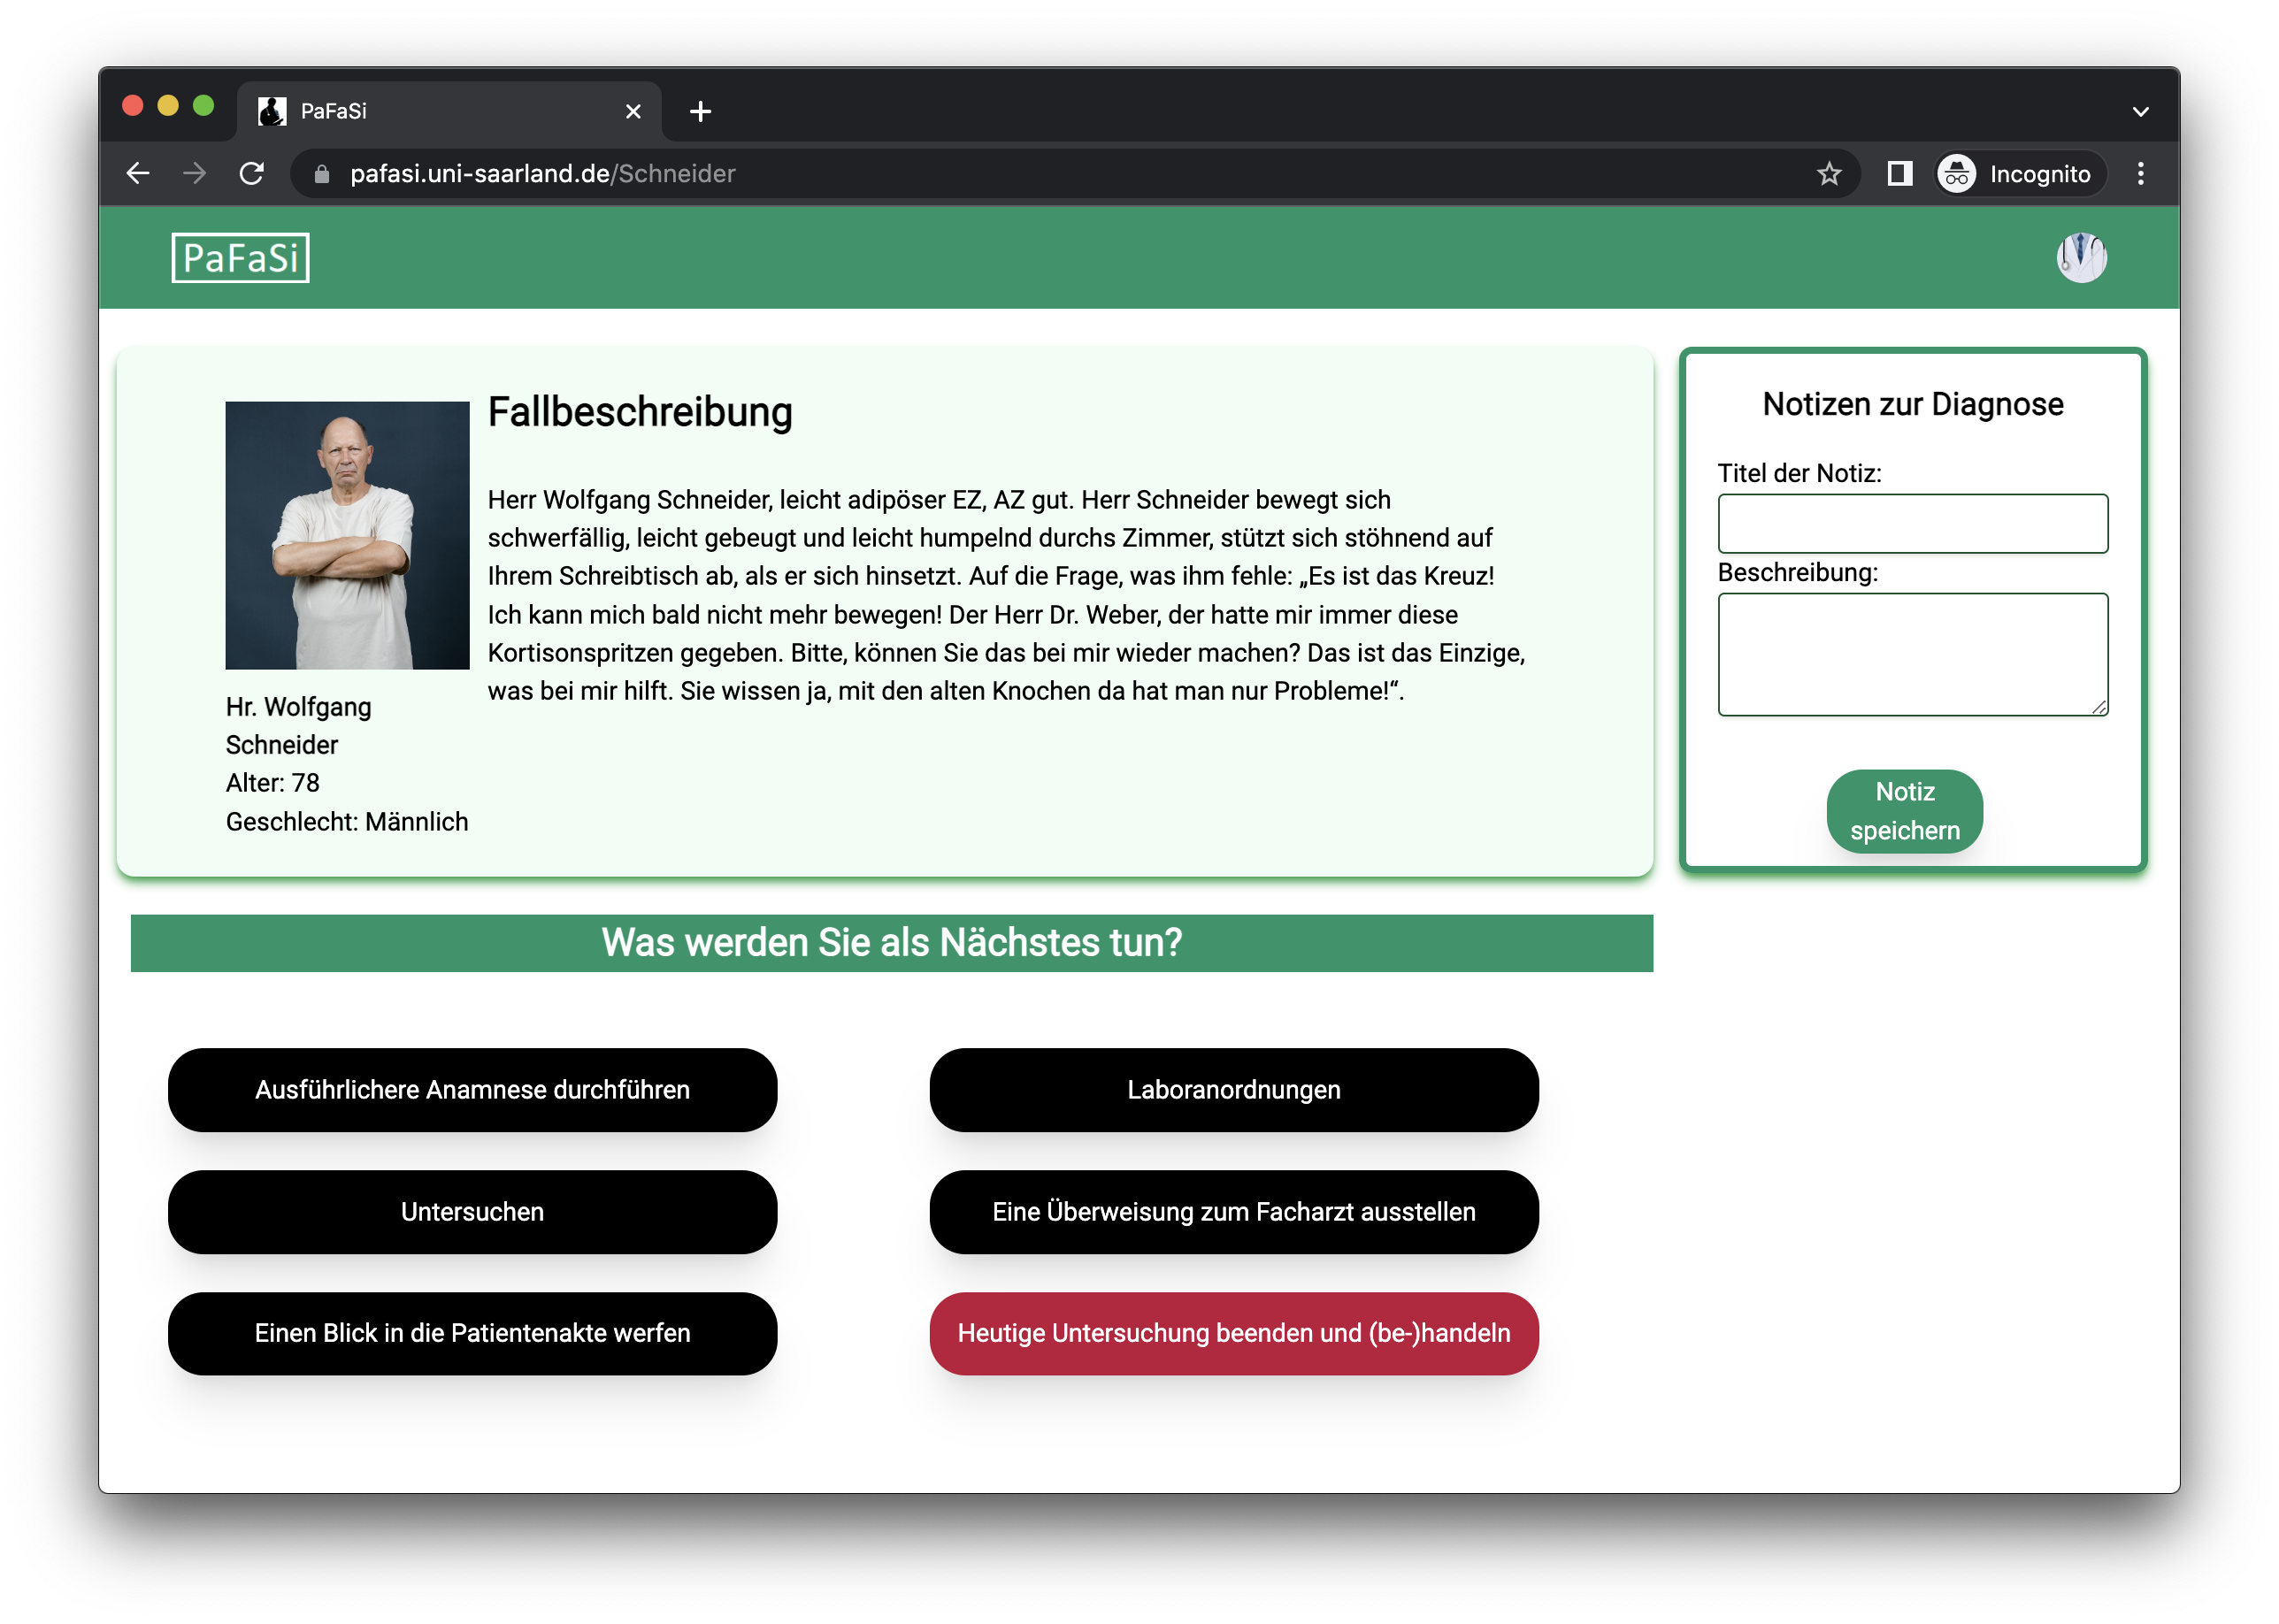 PaFaSi
pafasi.uni-saarland.de/Schneider
Incognito
PaFaSi
Fallbeschreibung
Herr Wolfgang Schneider, leicht adipöser EZ, AZ gut. Herr Schneider bewegt sich
schwerfällig, leicht gebeugt und leicht humpelnd durchs Zimmer, stützt sich stöhnend auf
Ihrem Schreibtisch ab, als er sich hinsetzt. Auf die Frage, was ihm fehle: „Es ist das Kreuz!
Ich kann mich bald nicht mehr bewegen! Der Herr Dr. Weber, der hatte mir immer diese
Kortisonspritzen gegeben. Bitte, können Sie das bei mir wieder machen? Das ist das Einzige,
was bei mir hilft. Sie wissen ja, mit den alten Knochen da hat man nur Probleme!“.
Hr. Wolfgang
Schneider
Alter: 78
Geschlecht: Männlich
Notizen zur Diagnose
Titel der Notiz:
Beschreibung:
Notiz
speichern
Was werden Sie als Nächstes tun?
Ausführlichere Anamnese durchführen
Laboranordnungen
Untersuchen
Eine Überweisung zum Facharzt ausstellen
Einen Blick in die Patientenakte werfen
Heutige Untersuchung beenden und (be-)handeln